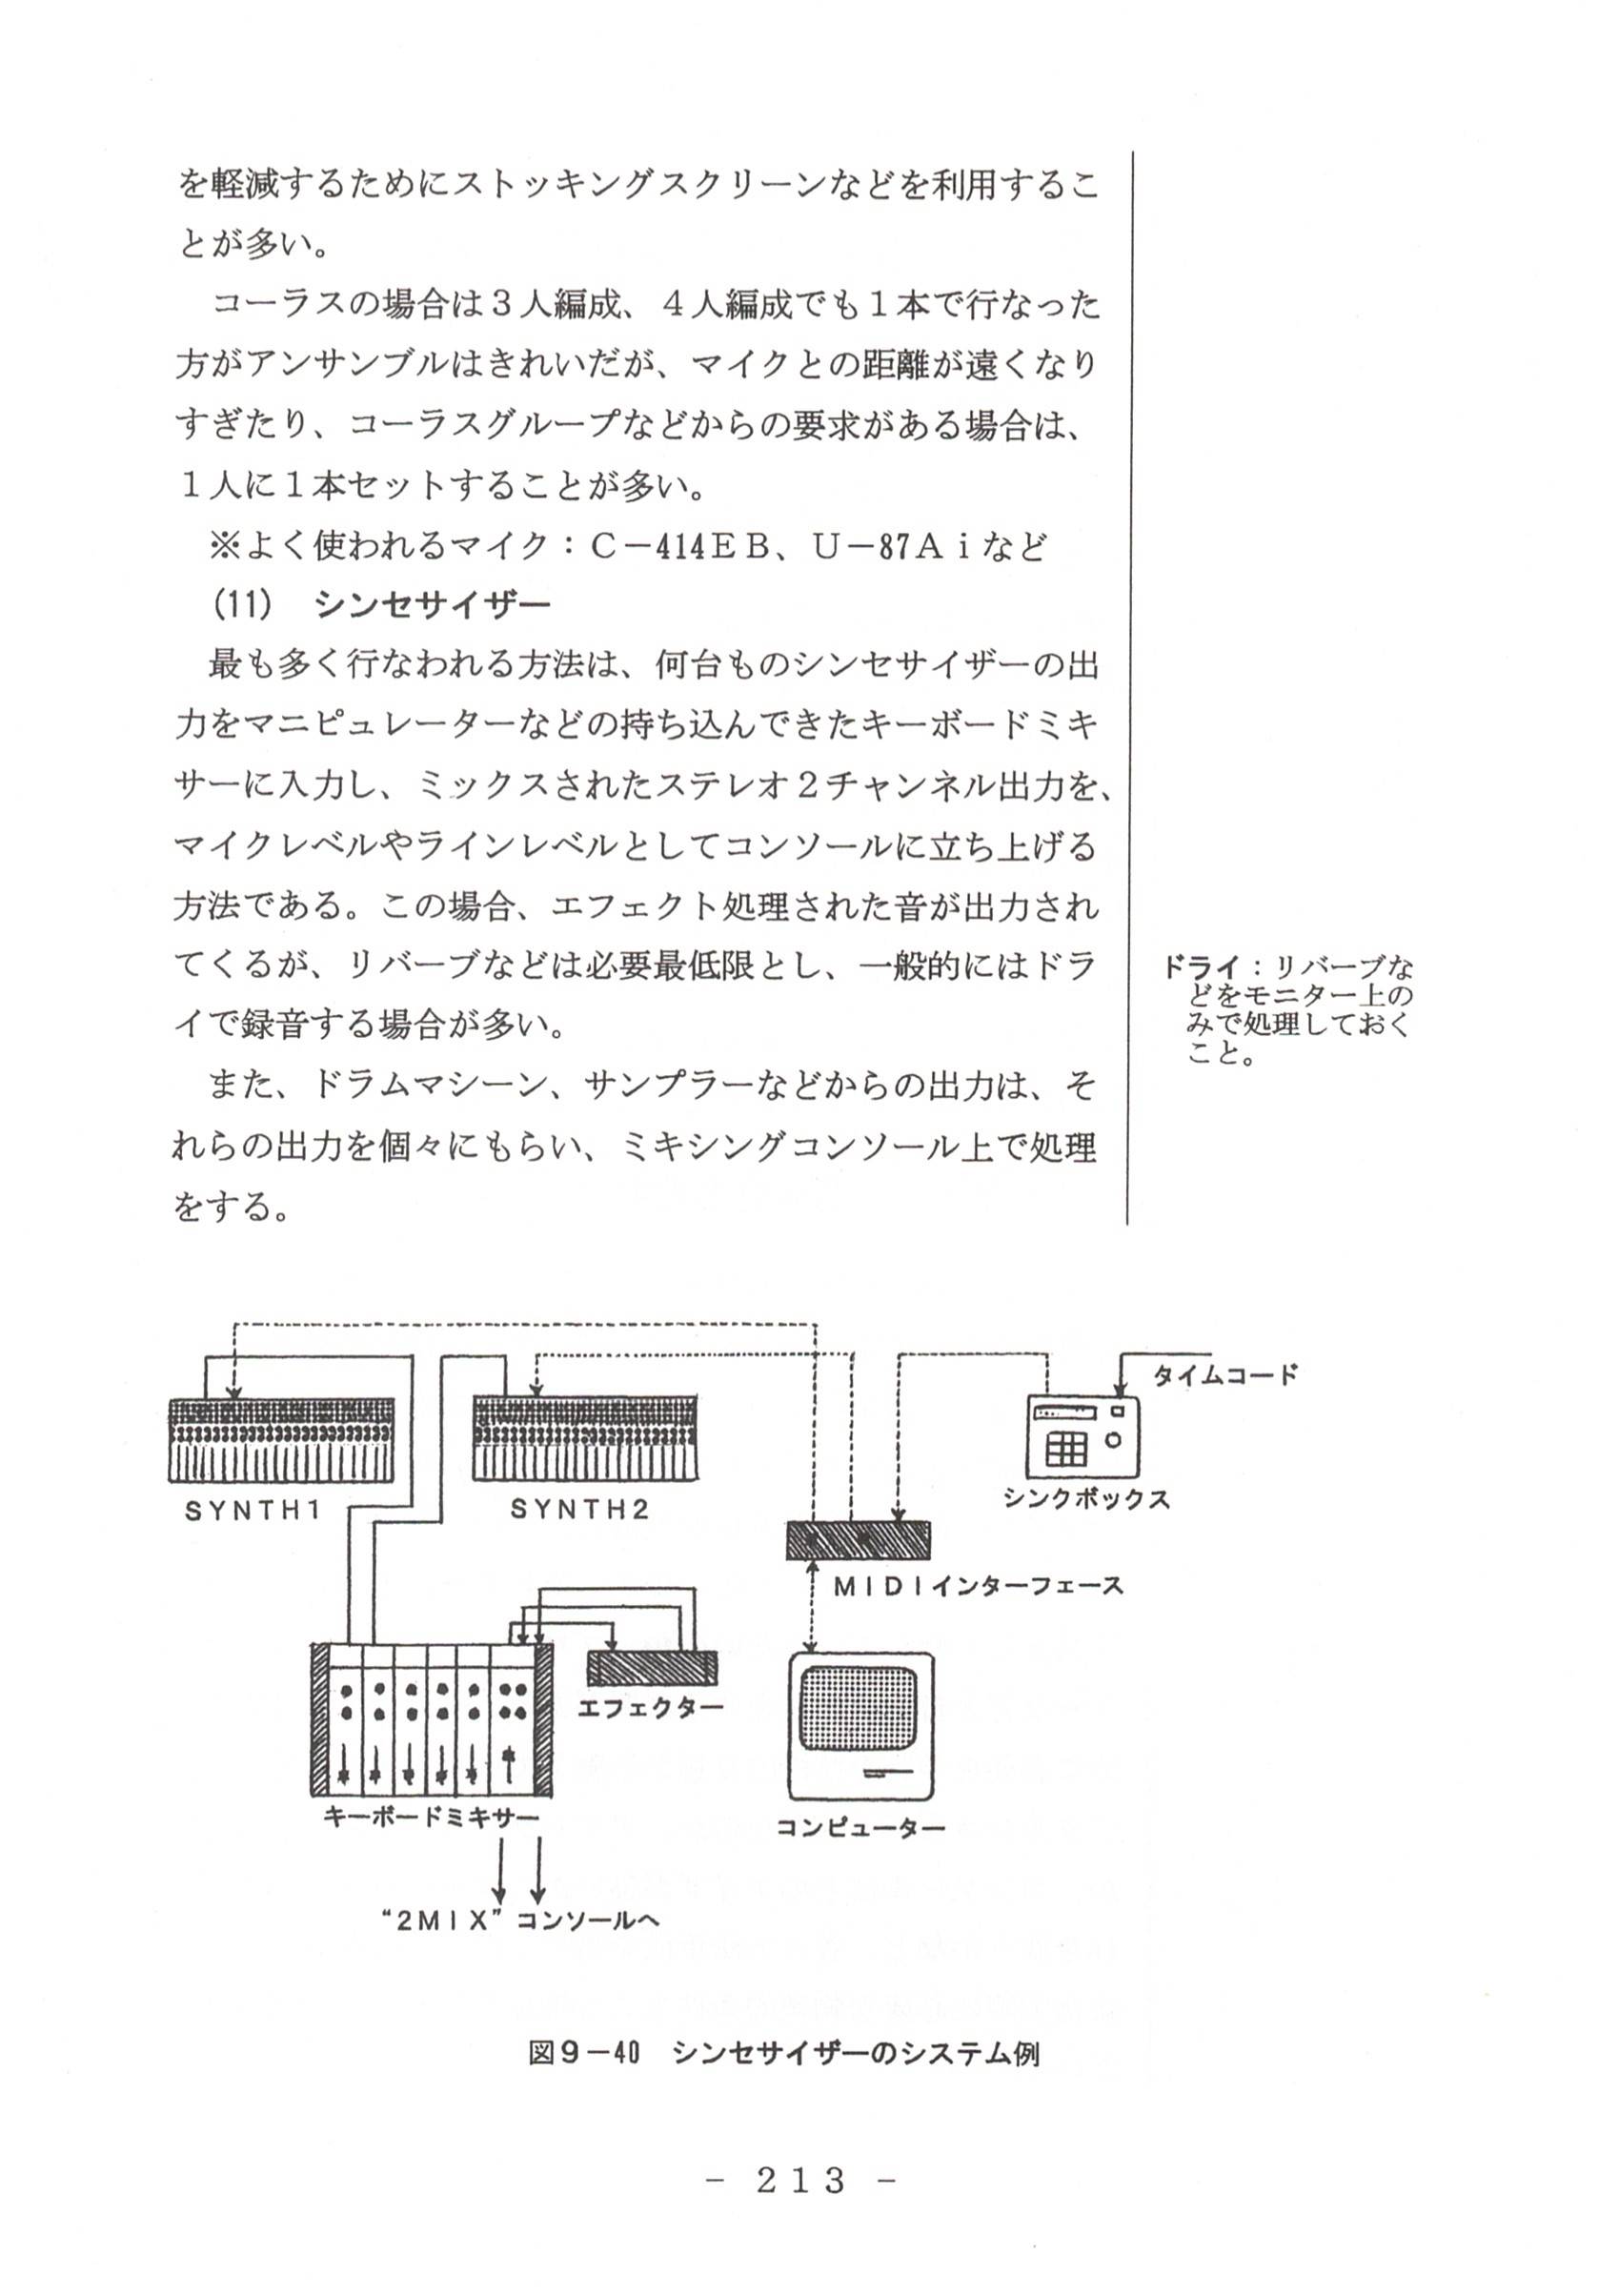 を軽減するためにストッキングスクリーンなどを利用するこ
とが多い。
　コーラスの場合は３人編成、４人編成でも１本で行なった
方がアンサンブルはきれいだが、マイクとの距離が遠くなり
すぎたり、コーラスグループなどからの要求がある場合は、
１人に１本セットすることが多い。
　※よく使われるマイク：Ｃ－414ＥＢ、Ｕ－87Ａｉなど
　(11)　シンセサイザー
　最も多く行なわれる方法は、何台ものシンセサイザーの出
力をマニピュレーターなどの持ち込んできたキーボードミキ
サーに入力し、ミックスされたステレオ２チャンネル出力を、
マイクレベルやラインレベルとしてコンソールに立ち上げる
方法である。この場合、エフェクト処理された音が出力され
てくるが、リバーブなどは必要最低限とし、一般的にはドラ
イで録音する場合が多い。
　また、ドラムマシーン、サンプラーなどからの出力は、そ
れらの出力を個々にもらい、ミキシングコンソール上で処理
をする。
ドライ：リバーブな
どをモニター上の
みで処理しておく
こと。
タイムコード
シンクボックス
ＳＹＮＴＨ１
ＳＹＮＴＨ２
ＭＩＤＩインターフェース
エフェクター
キーボードミキサー
コンピューター
“２ＭＩＸ”コンソールへ
図９－40　シンセサイザーのシステム例
－ 213 －